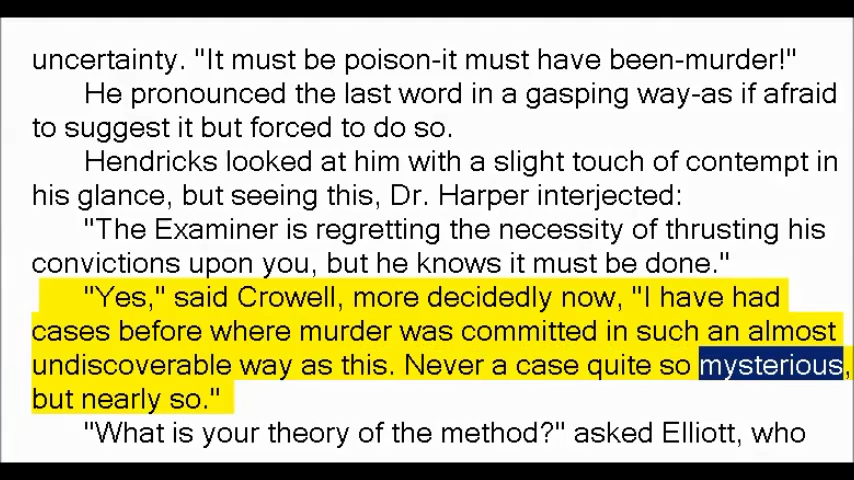 uncertainty. "It must be poison-it must have been-murder!"
He pronounced the last word in a gasping way-as if afraid
to suggest it but forced to do so.
Hendricks looked at him with a slight touch of contempt in
his glance, but seeing this, Dr. Harper interjected:
"The Examiner is regretting the necessity of thrusting his
convictions upon you, but he knows it must be done."
"Yes," said Crowell, more decidedly now, "I have had
cases before where murder was committed in such an almost
undiscoverable way as this. Never a case quite so mysterious,
but nearly so."
"What is your theory of the method?" asked Elliott, who